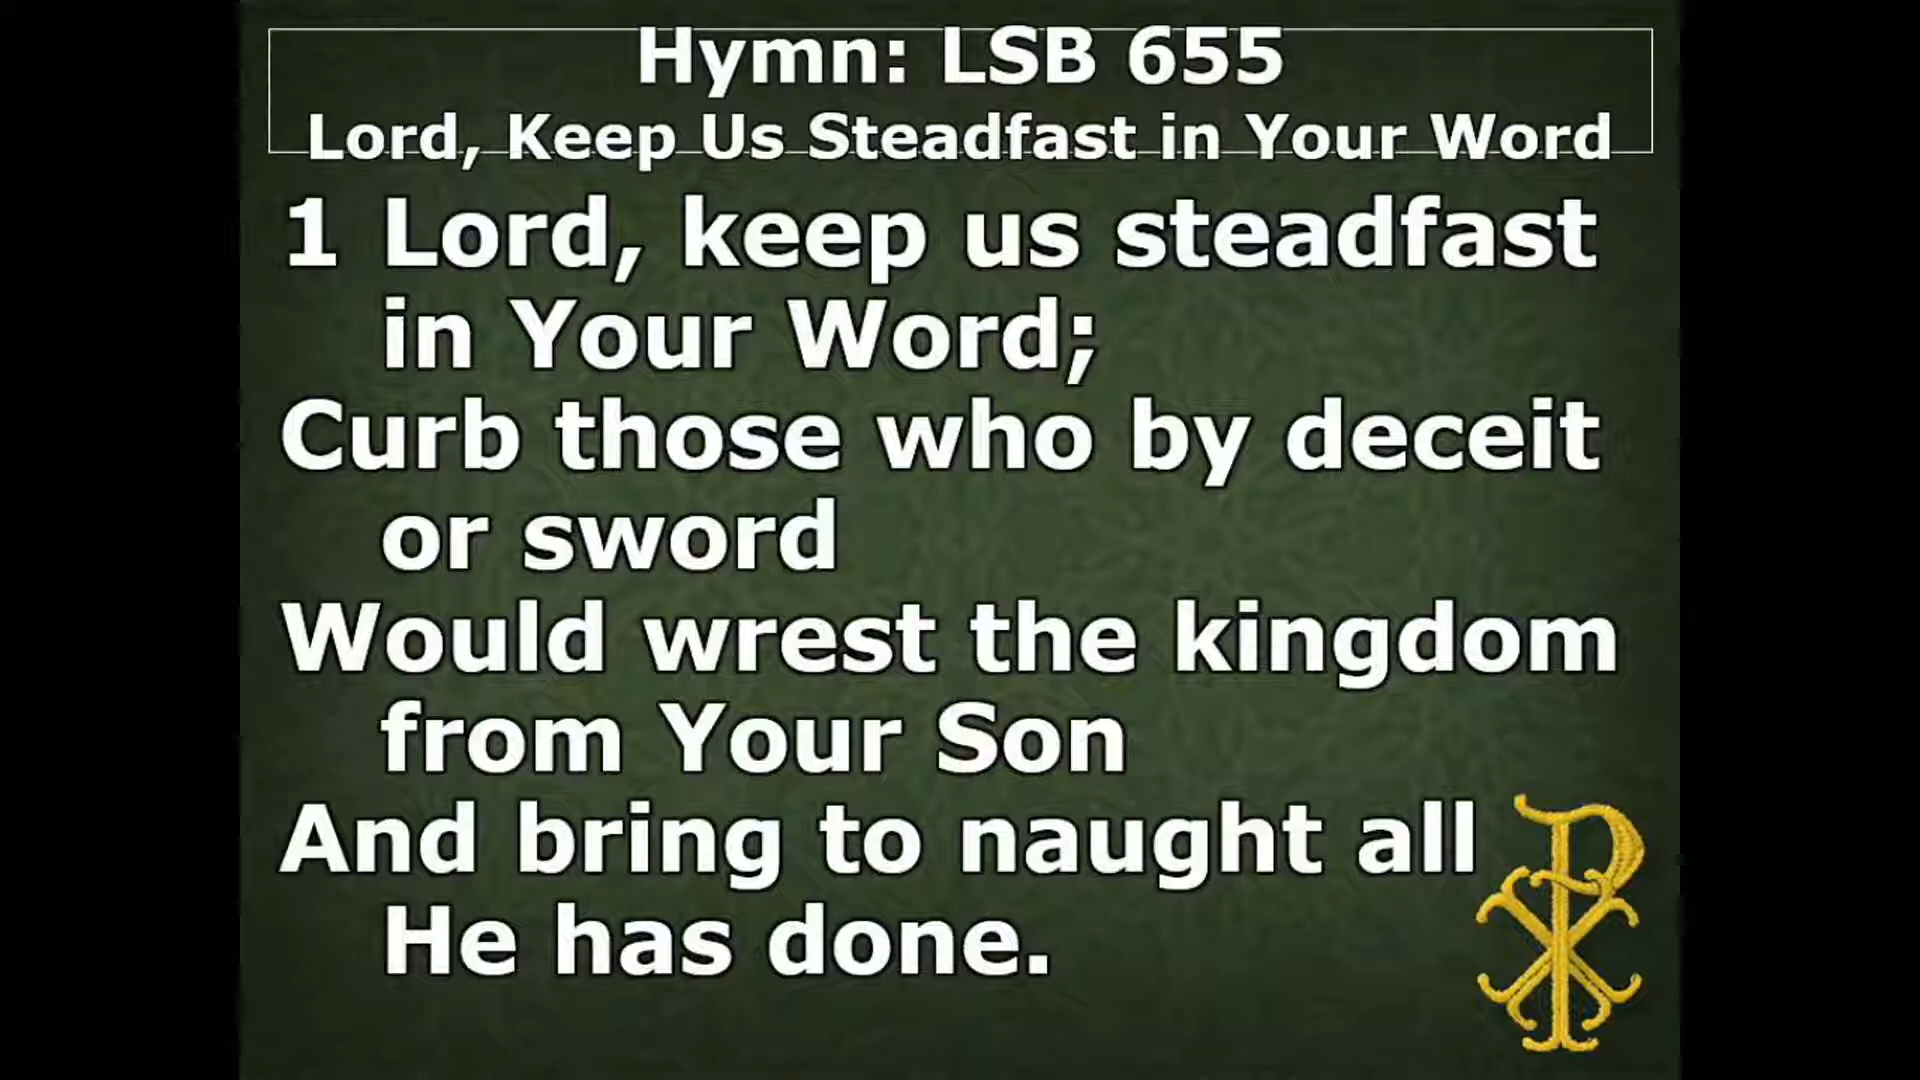 Hymn: LSB 655
Lord, Keep Us Steadfast in Your Word
1 Lord, keep us steadfast
in Your Word;
Curb those who by deceit
or sword
Would wrest the kingdom
from Your Son
And bring to naught all
He has done.